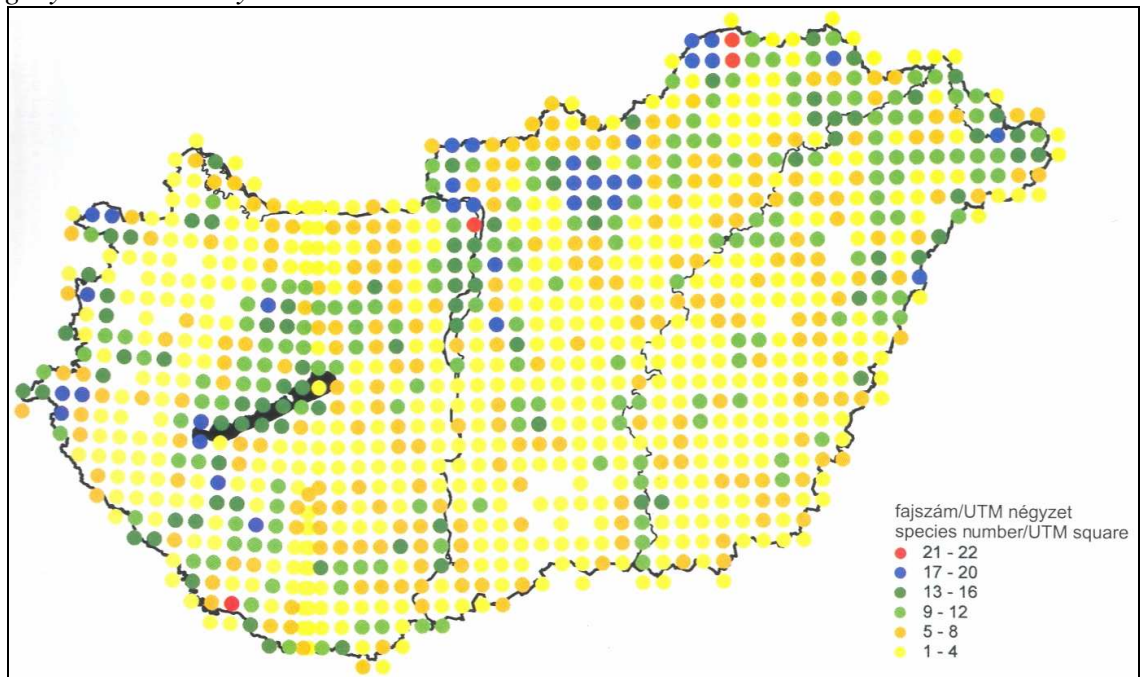 fajszám/UTM négyzet
species number/UTM square
21 - 22
17 - 20
13 - 16
9 - 12
5 - 8
1 - 4